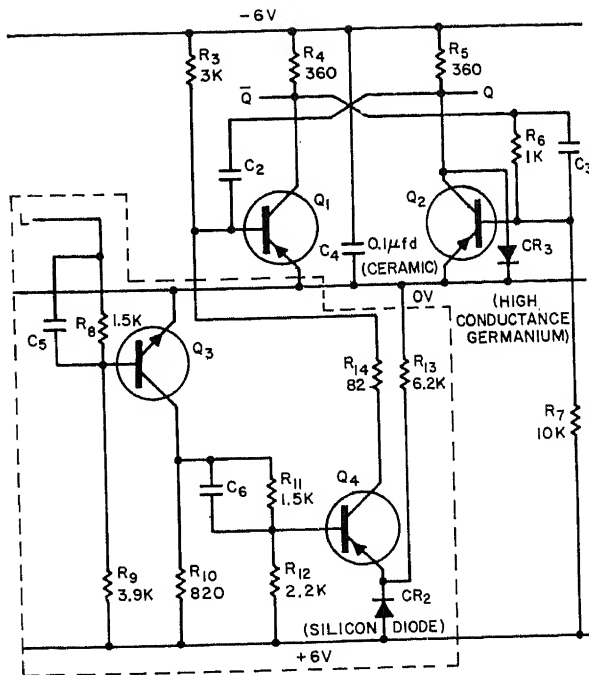 -6V
R3
3K
R4
360
R5
360
Q̅
Q
R6
1K
C2
C3
Q1
Q2
C4
0.1µfd
(CERAMIC)
CR3
0V
(HIGH
CONDUCTANCE
GERMANIUM)
C5
R8
1.5K
Q3
R14
82
R13
6.2K
R7
10K
C6
R11
1.5K
Q4
R9
3.9K
R10
820
R12
2.2K
CR2
(SILICON DIODE)
+6V